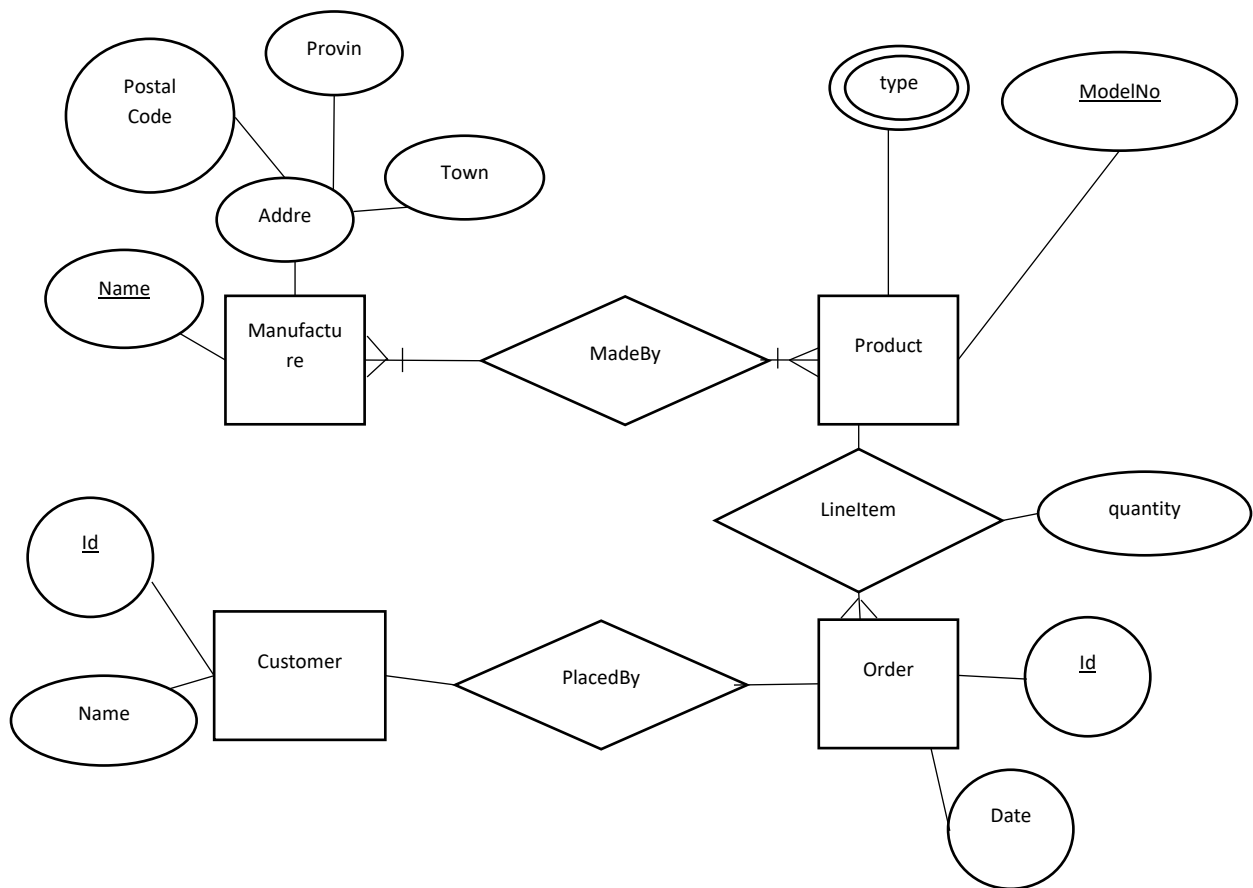 Provin
Postal
Code
type
ModelNo
Town
Addre
Name
Manufactu
re
MadeBy
Product
LineItem
quantity
Id
Customer
PlacedBy
Order
Id
Name
Date